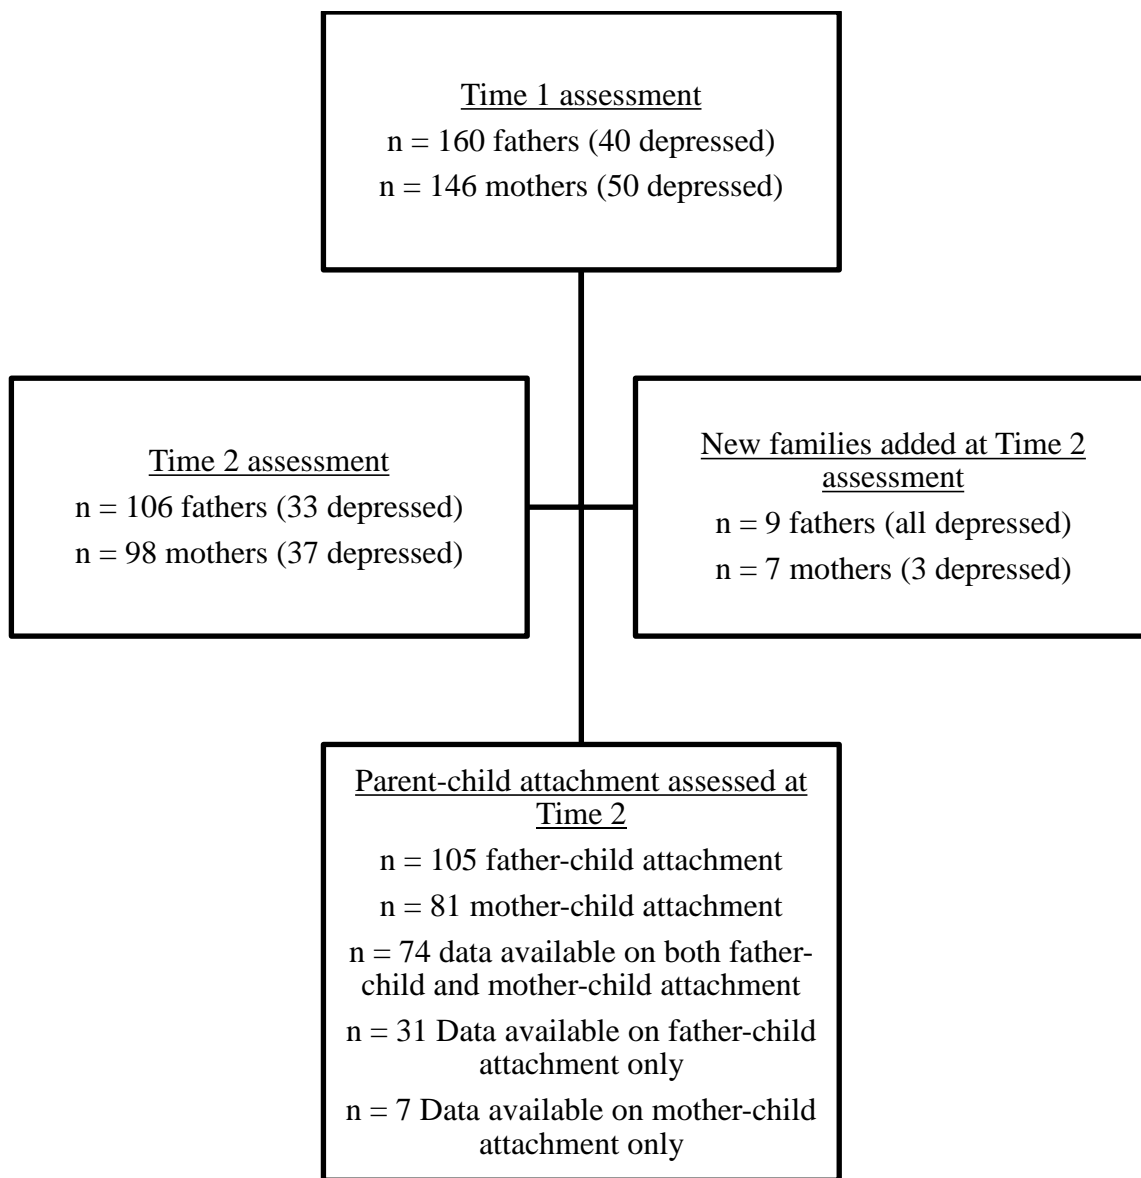 Time 1 assessment
n = 160 fathers (40 depressed)
n = 146 mothers (50 depressed)
Time 2 assessment
n = 106 fathers (33 depressed)
n = 98 mothers (37 depressed)
New families added at Time 2
assessment
n = 9 fathers (all depressed)
n = 7 mothers (3 depressed)
Parent-child attachment assessed at
Time 2
n = 105 father-child attachment
n = 81 mother-child attachment
n = 74 data available on both father-
child and mother-child attachment
n = 31 Data available on father-child
attachment only
n = 7 Data available on mother-child
attachment only